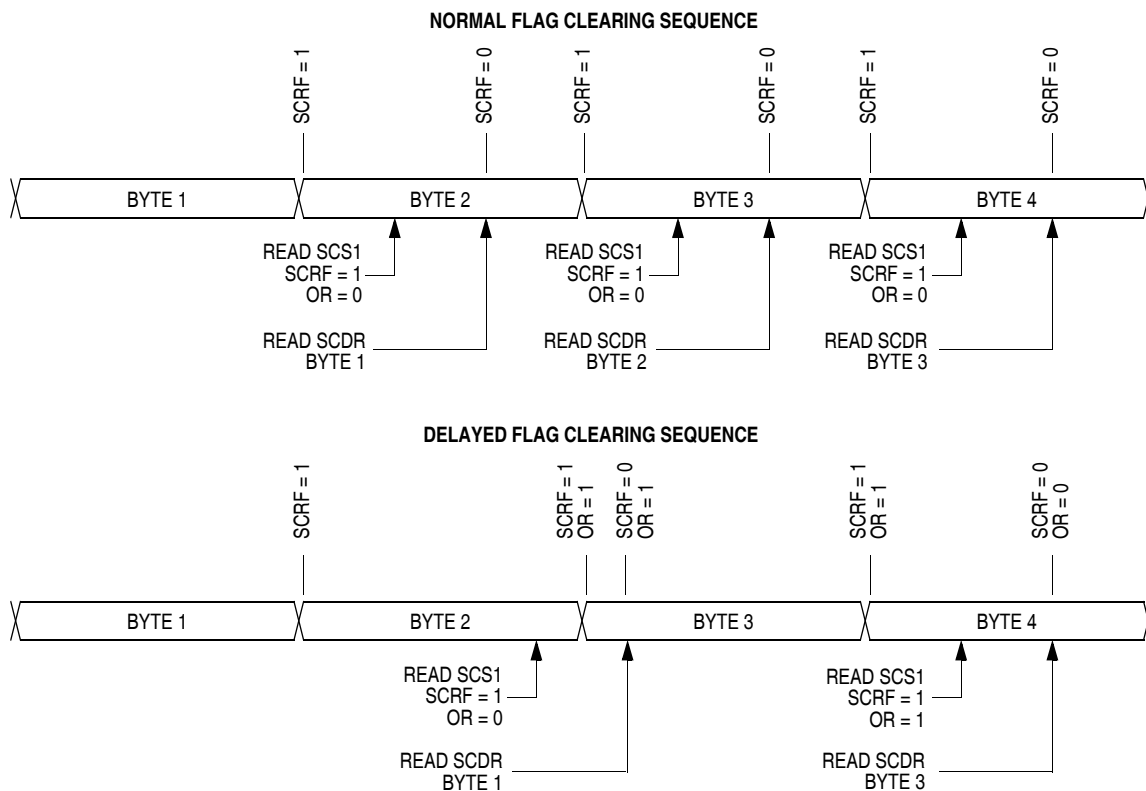 NORMAL FLAG CLEARING SEQUENCE
SCRF = 1
SCRF = 0
SCRF = 1
SCRF = 0
SCRF = 1
SCRF = 0
BYTE 1
BYTE 2
BYTE 3
BYTE 4
READ SCS1
SCRF = 1
OR = 0
READ SCS1
SCRF = 1
OR = 0
READ SCS1
SCRF = 1
OR = 0
READ SCDR
BYTE 1
READ SCDR
BYTE 2
READ SCDR
BYTE 3
DELAYED FLAG CLEARING SEQUENCE
SCRF = 1
SCRF = 1
OR = 1
SCRF = 0
OR = 1
SCRF = 1
OR = 1
SCRF = 0
OR = 0
BYTE 1
BYTE 2
BYTE 3
BYTE 4
READ SCS1
SCRF = 1
OR = 0
READ SCS1
SCRF = 1
OR = 1
READ SCDR
BYTE 1
READ SCDR
BYTE 3